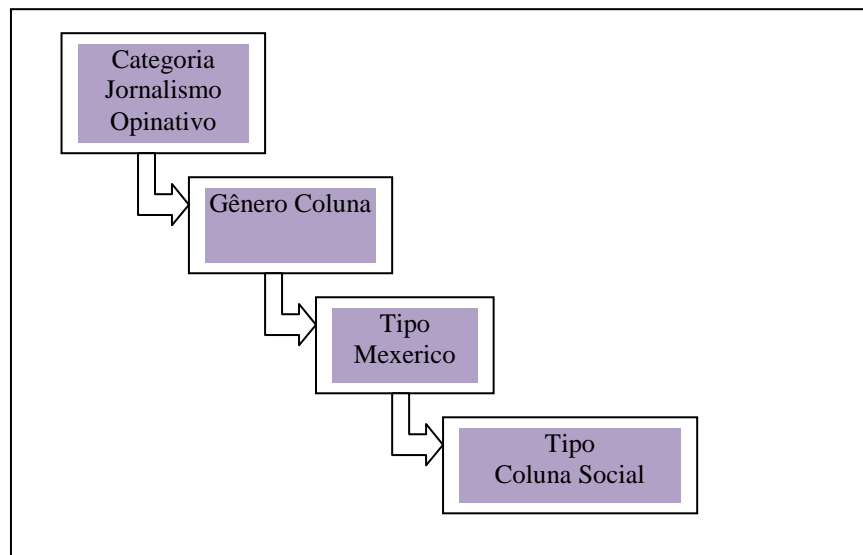 Categoria
Jornalismo
Opinativo
Gênero Coluna
Tipo
Mexerico
Tipo
Coluna Social